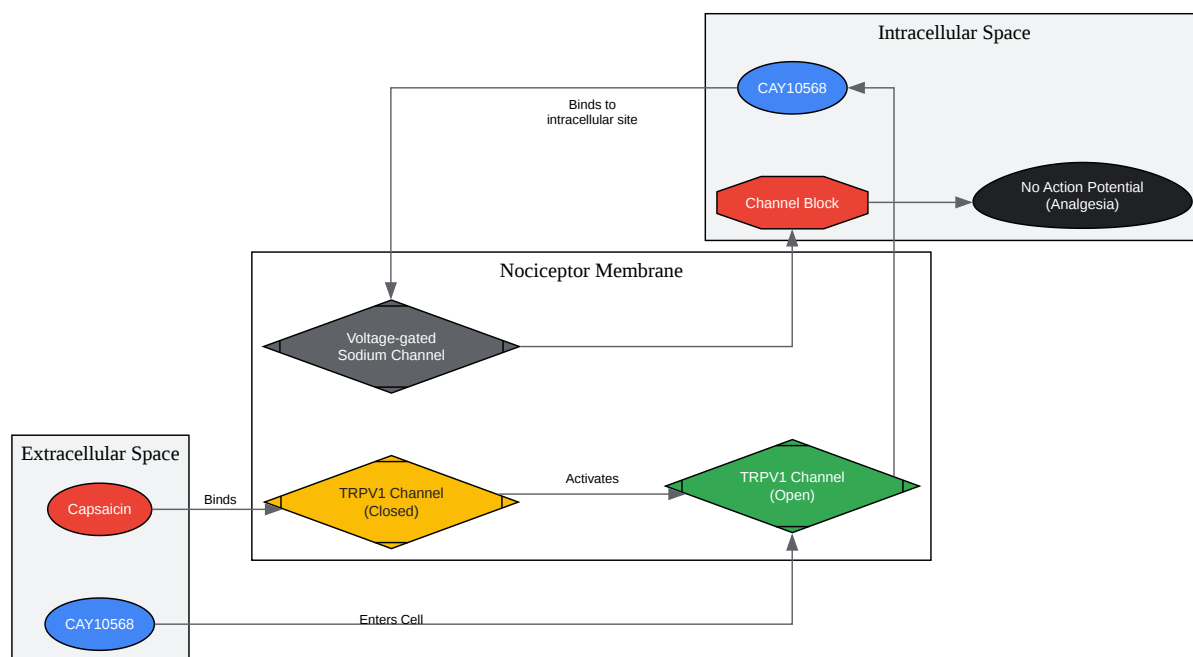 Intracellular Space
CAY10568
Binds to
intracellular site
Channel Block
No Action Potential
(Analgesia)
Nociceptor Membrane
Voltage-gated
Sodium Channel
Extracellular Space
Capsaicin
Binds
TRPV1 Channel
(Closed)
Activates
TRPV1 Channel
(Open)
CAY10568
Enters Cell